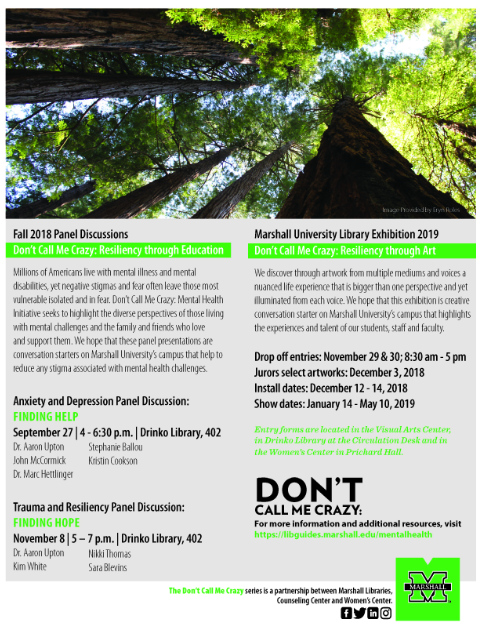 Image Provided by
Fall 2018 Panel Discussions
Don't Call Me Crazy: Resiliency through Education
Millions of Americans live with mental illness and mental
disabilities, yet negative stigmas and fear often leave those most
vulnerable isolated and in fear. Don't Call Me Crazy: Mental Health
Initiative seeks to highlight the diverse perspectives of those living
with mental challenges and the family and friends who love
and support them. We hope that these panel presentations are
conversation starters on Marshall University's campus that help to
reduce any stigma associated with mental health challenges.
Anxiety and Depression Panel Discussion:
FINDING HELP
September 27 | 4 - 6:30 p.m. | Drinko Library, 402
Dr. Aaron Upton Stephanie Ballou
John McCormick Kristin Cookson
Dr. Marc Hettlinger
Trauma and Resiliency Panel Discussion:
FINDING HOPE
November 8 | 5 – 7 p.m. | Drinko Library, 402
Dr. Aaron Upton Nikki Thomas
Kim White Sara Blevins
Marshall University Library Exhibition 2019
Don't Call Me Crazy: Resiliency through Art
We discover through artwork from multiple mediums and voices a
nuanced life experience that is bigger than one perspective and yet
illuminated from each voice. We hope that this exhibition is creative
conversation starter on Marshall University's campus that highlights
the experiences and talent of our students, staff and faculty.
Drop off entries: November 29 & 30; 8:30 am - 5 pm
Jurors select artworks: December 3, 2018
Install dates: December 12 - 14, 2018
Show dates: January 14 - May 10, 2019
Entry forms are located in the Visual Arts Center,
in Drinko Library at the Circulation Desk and in
the Women's Center in Prichard Hall.
DON'T
CALL ME CRAZY:
For more information and additional resources, visit
https://libguides.marshall.edu/mentalhealth
The Don't Call Me Crazy series is a partnership between Marshall Libraries,
Counseling Center and Women's Center.
M
MARSHALL